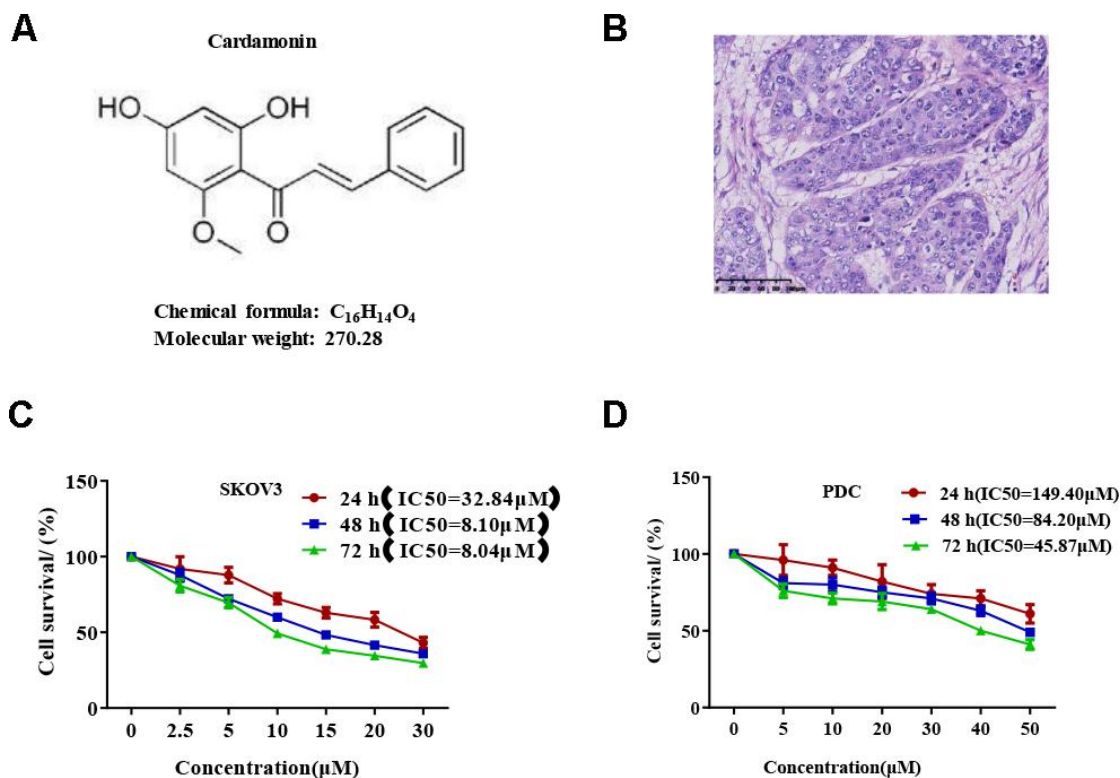 A
Cardamonin
HO
OH
O
O
Chemical formula: C₁₆H₁₄O₄
Molecular weight: 270.28
B
C
SKOV3
24 h( IC50=32.84μM)
48 h( IC50=8.10μM)
72 h( IC50=8.04μM)
Cell survival/ (%)
150
100
50
0
0 2.5 5 10 15 20 30
Concentration(μM)
D
PDC
24 h(IC50=149.40μM)
48 h(IC50=84.20μM)
72 h(IC50=45.87μM)
Cell survival/ (%)
150
100
50
0
0 5 10 20 30 40 50
Concentration(μM)